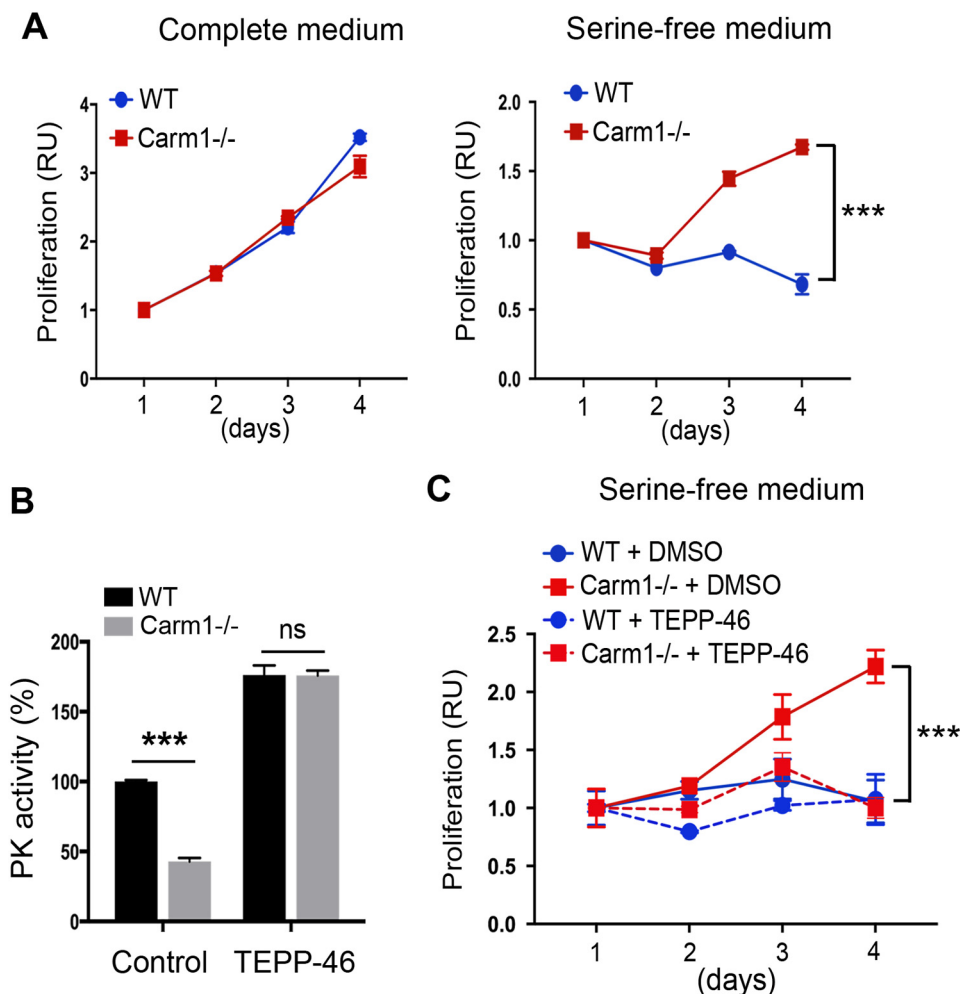 A
Complete medium
Serine-free medium
WT
Carm1-/-
Proliferation (RU)
4
3
2
1
0
1 2 3 4
(days)
WT
Carm1-/-
Proliferation (RU)
2.0
1.5
1.0
0.5
0.0
1 2 3 4
(days)
***
B
WT
Carm1-/-
PK activity (%)
200
150
100
50
0
***
ns
Control TEPP-46
C
Serine-free medium
WT + DMSO
Carm1-/- + DMSO
WT + TEPP-46
Carm1-/- + TEPP-46
Proliferation (RU)
2.5
2.0
1.5
1.0
0.5
0.0
1 2 3 4
(days)
***